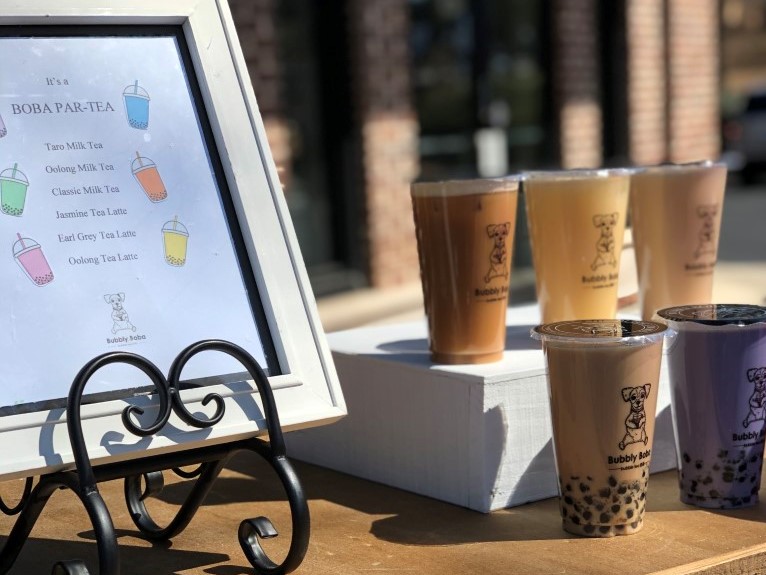 It's a
BOBA PAR-TEA
Taro Milk Tea
Oolong Milk Tea
Classic Milk Tea
Jasmine Tea Latte
Earl Grey Tea Latte
Oolong Tea Latte
Bubbly Boba
Bubbly Boba
Bubbly Boba
Bubbly Boba
Bubbly Boba
Bubbly Boba